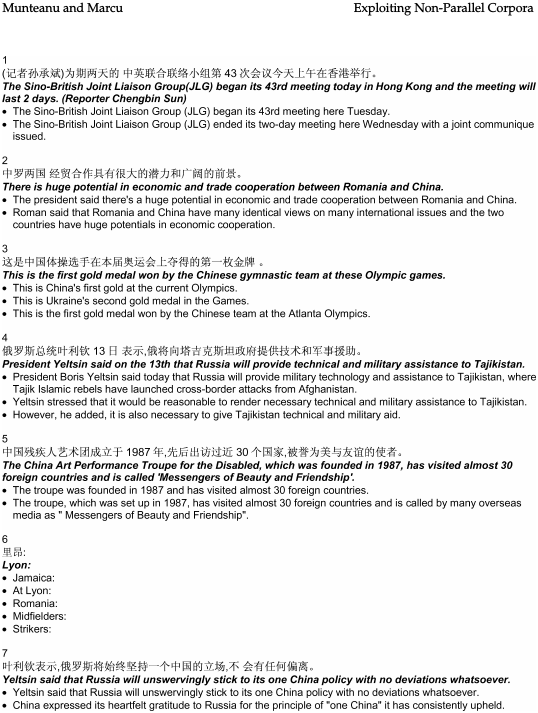 Munteanu and Marcu Exploiting Non-Parallel Corpora
1
(记者孙承斌)为期两天的 中英联合联络小组第 43 次会议今天上午在香港举行。
The Sino-British Joint Liaison Group(JLG) began its 43rd meeting today in Hong Kong and the meeting will
last 2 days. (Reporter Chengbin Sun)
• The Sino-British Joint Liaison Group (JLG) began its 43rd meeting here Tuesday.
• The Sino-British Joint Liaison Group (JLG) ended its two-day meeting here Wednesday with a joint communique
issued.
2
中罗两国 经贸合作具有很大的潜力和广阔的前景。
There is huge potential in economic and trade cooperation between Romania and China.
• The president said there's a huge potential in economic and trade cooperation between Romania and China.
• Roman said that Romania and China have many identical views on many international issues and the two
countries have huge potentials in economic cooperation.
3
这是中国体操选手在本届奥运会上夺得的第一枚金牌 。
This is the first gold medal won by the Chinese gymnastic team at these Olympic games.
• This is China's first gold at the current Olympics.
• This is Ukraine's second gold medal in the Games.
• This is the first gold medal won by the Chinese team at the Atlanta Olympics.
4
俄罗斯总统叶利钦 13 日 表示,俄将向塔吉克斯坦政府提供技术和军事援助。
President Yeltsin said on the 13th that Russia will provide technical and military assistance to Tajikistan.
• President Boris Yeltsin said today that Russia will provide military technology and assistance to Tajikistan, where
Tajik Islamic rebels have launched cross-border attacks from Afghanistan.
• Yeltsin stressed that it would be reasonable to render necessary technical and military assistance to Tajikistan.
• However, he added, it is also necessary to give Tajikistan technical and military aid.
5
中国残疾人艺术团成立于 1987 年,先后出访过近 30 个国家,被誉为美与友谊的使者。
The China Art Performance Troupe for the Disabled, which was founded in 1987, has visited almost 30
foreign countries and is called 'Messengers of Beauty and Friendship'.
• The troupe was founded in 1987 and has visited almost 30 foreign countries.
• The troupe, which was set up in 1987, has visited almost 30 foreign countries and is called by many overseas
media as " Messengers of Beauty and Friendship".
6
里昂:
Lyon:
• Jamaica:
• At Lyon:
• Romania:
• Midfielders:
• Strikers:
7
叶利钦表示,俄罗斯将始终坚持一个中国的立场,不 会有任何偏离。
Yeltsin said that Russia will unswervingly stick to its one China policy with no deviations whatsoever.
• Yeltsin said that Russia will unswervingly stick to its one China policy with no deviations whatsoever.
• China expressed its heartfelt gratitude to Russia for the principle of "one China" it has consistently upheld.